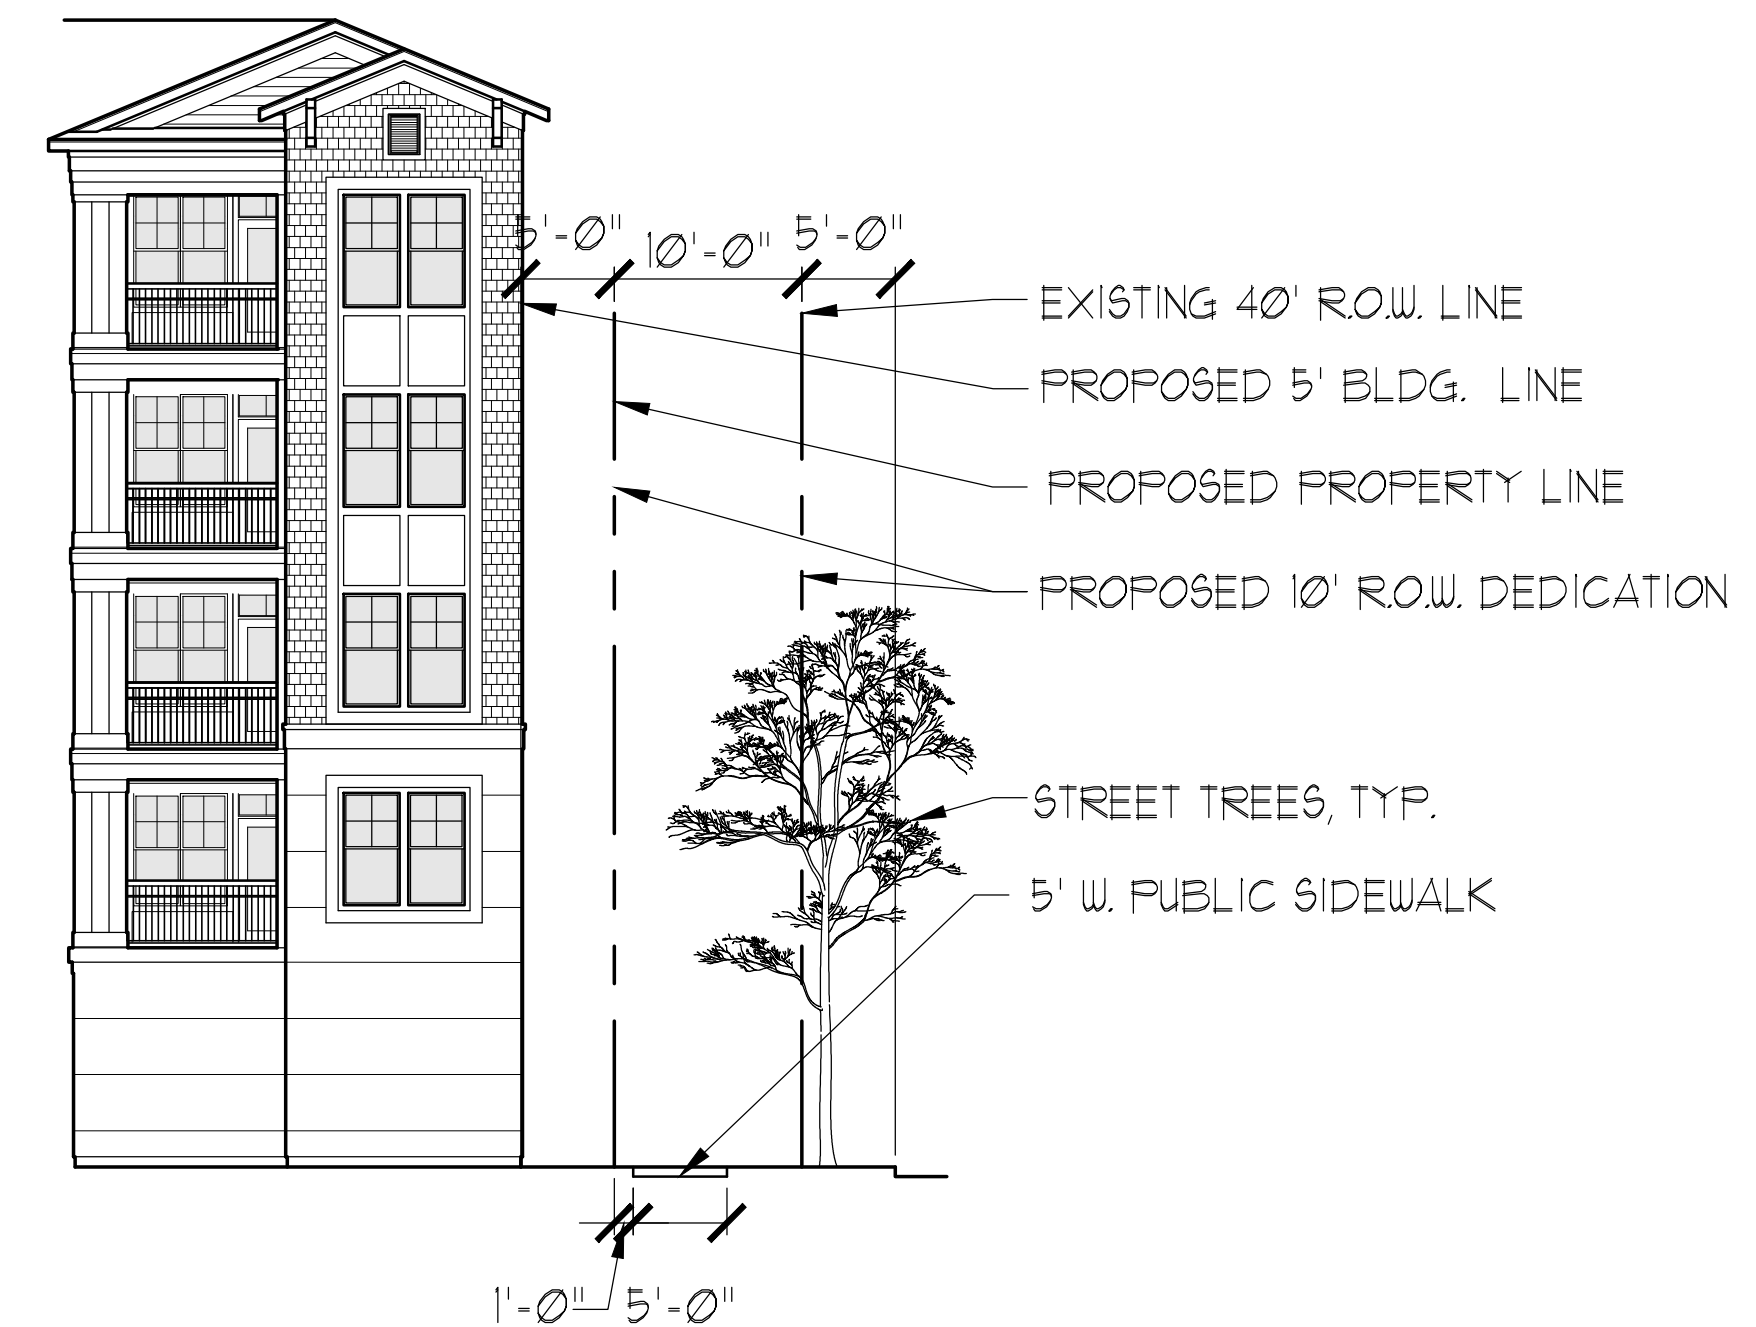 5'-0"
10'-0"
5'-0"
EXISTING 40' R.O.W. LINE
PROPOSED 5' BLDG. LINE
PROPOSED PROPERTY LINE
PROPOSED 10' R.O.W. DEDICATION
STREET TREES, TYP.
5' W. PUBLIC SIDEWALK
1'-0"
5'-0"